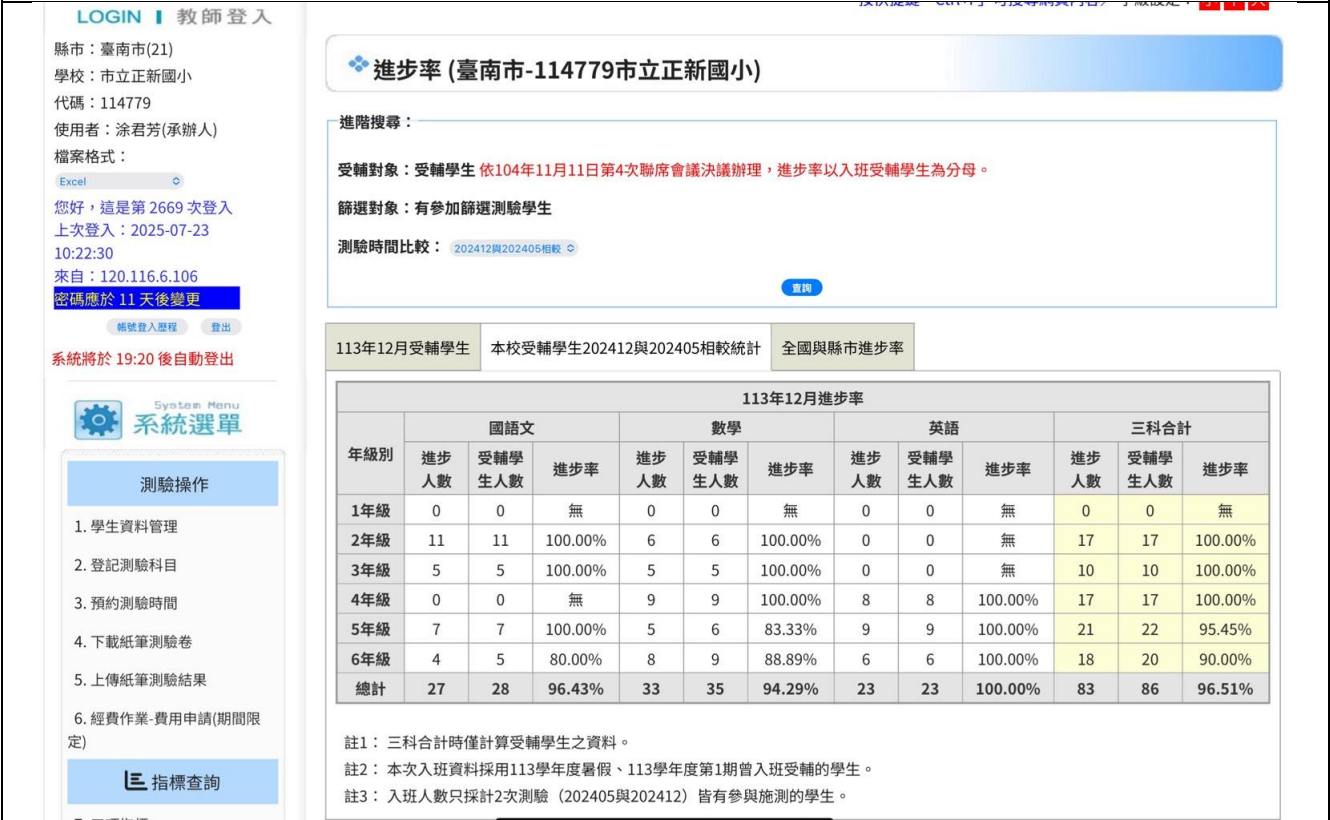 LOGIN 教師登入
縣市：臺南市(21)
學校：市立正新國小
代碼：114779
使用者：涂君芳(承辦人)
檔案格式：
Excel
您好，這是第 2669 次登入
上次登入：2025-07-23
10:22:30
來自：120.116.6.106
密碼應於 11 天後變更
帳號登入歷程 登出
系統將於 19:20 後自動登出
System Menu
系統選單
測驗操作
1. 學生資料管理
2. 登記測驗科目
3. 預約測驗時間
4. 下載紙筆測驗卷
5. 上傳紙筆測驗結果
6. 經費作業-費用申請(期間限
定)
指標查詢
進步率 (臺南市-114779市立正新國小)
進階搜尋：
受輔對象：受輔學生 依104年11月11日第4次聯席會議決議辦理，進步率以入班受輔學生為分母。
篩選對象：有參加篩選測驗學生
測驗時間比較： 202412與202405相較
查詢
113年12月受輔學生 本校受輔學生202412與202405相較統計 全國與縣市進步率
113年12月進步率
年級別 國語文 數學 英語 三科合計
進步人數 受輔學生人數 進步率 進步人數 受輔學生人數 進步率 進步人數 受輔學生人數 進步率 進步人數 受輔學生人數 進步率
1年級 0 0 無 0 0 無 0 0 無 0 0 無
2年級 11 11 100.00% 6 6 100.00% 0 0 無 17 17 100.00%
3年級 5 5 100.00% 5 5 100.00% 0 0 無 10 10 100.00%
4年級 0 0 無 9 9 100.00% 8 8 100.00% 17 17 100.00%
5年級 7 7 100.00% 5 6 83.33% 9 9 100.00% 21 22 95.45%
6年級 4 5 80.00% 8 9 88.89% 6 6 100.00% 18 20 90.00%
總計 27 28 96.43% 33 35 94.29% 23 23 100.00% 83 86 96.51%
註1： 三科合計時僅計算受輔學生之資料。
註2： 本次入班資料採用113學年度暑假、113學年度第1期曾入班受輔的學生。
註3： 入班人數只採計2次測驗（202405與202412）皆有參與施測的學生。